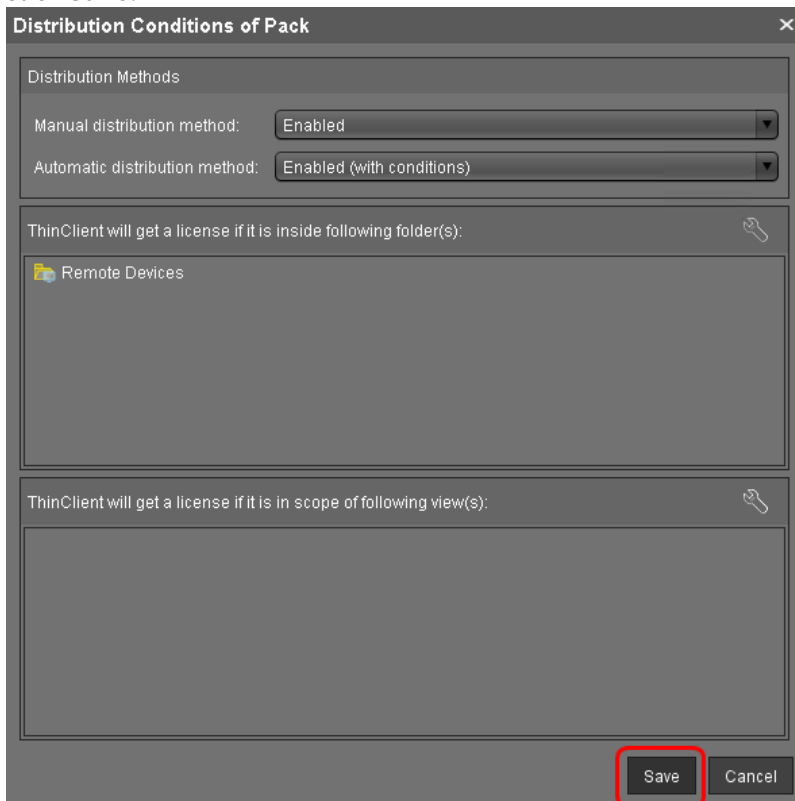 Distribution Conditions of Pack
Distribution Methods
Manual distribution method: Enabled
Automatic distribution method: Enabled (with conditions)
ThinClient will get a license if it is inside following folder(s):
Remote Devices
ThinClient will get a license if it is in scope of following view(s):
Save Cancel